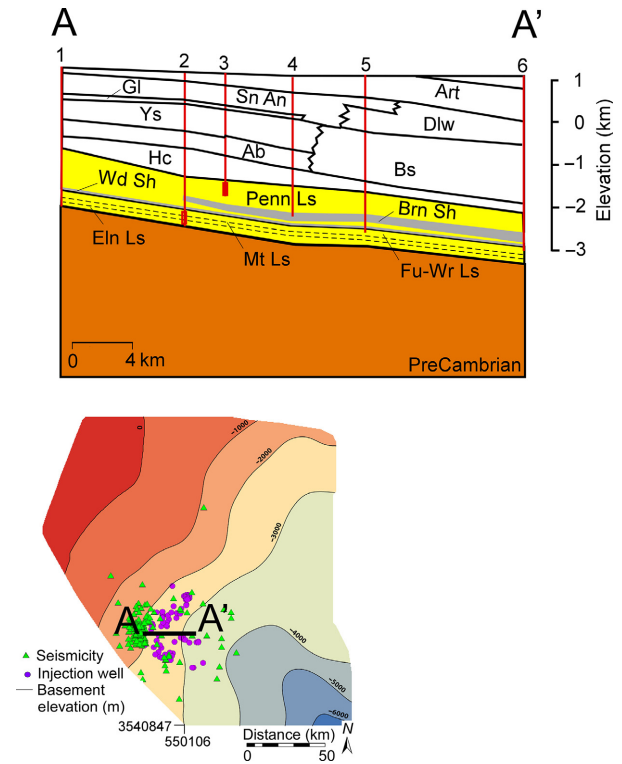 A A’
1 2 3 4 5 6
Gl Sn An Art
Ys Dlw
Hc Ab Bs
Wd Sh Penn Ls Brn Sh
Eln Ls Mt Ls Fu-Wr Ls
1
0
−1
−2
−3
Elevation (km)
0 4 km
PreCambrian
−1000
−2000
−3000
−4000
−5000
−6000
A A’
Seismicity
Injection well
Basement
elevation (m)
3540847
550106
Distance (km) N
0 50